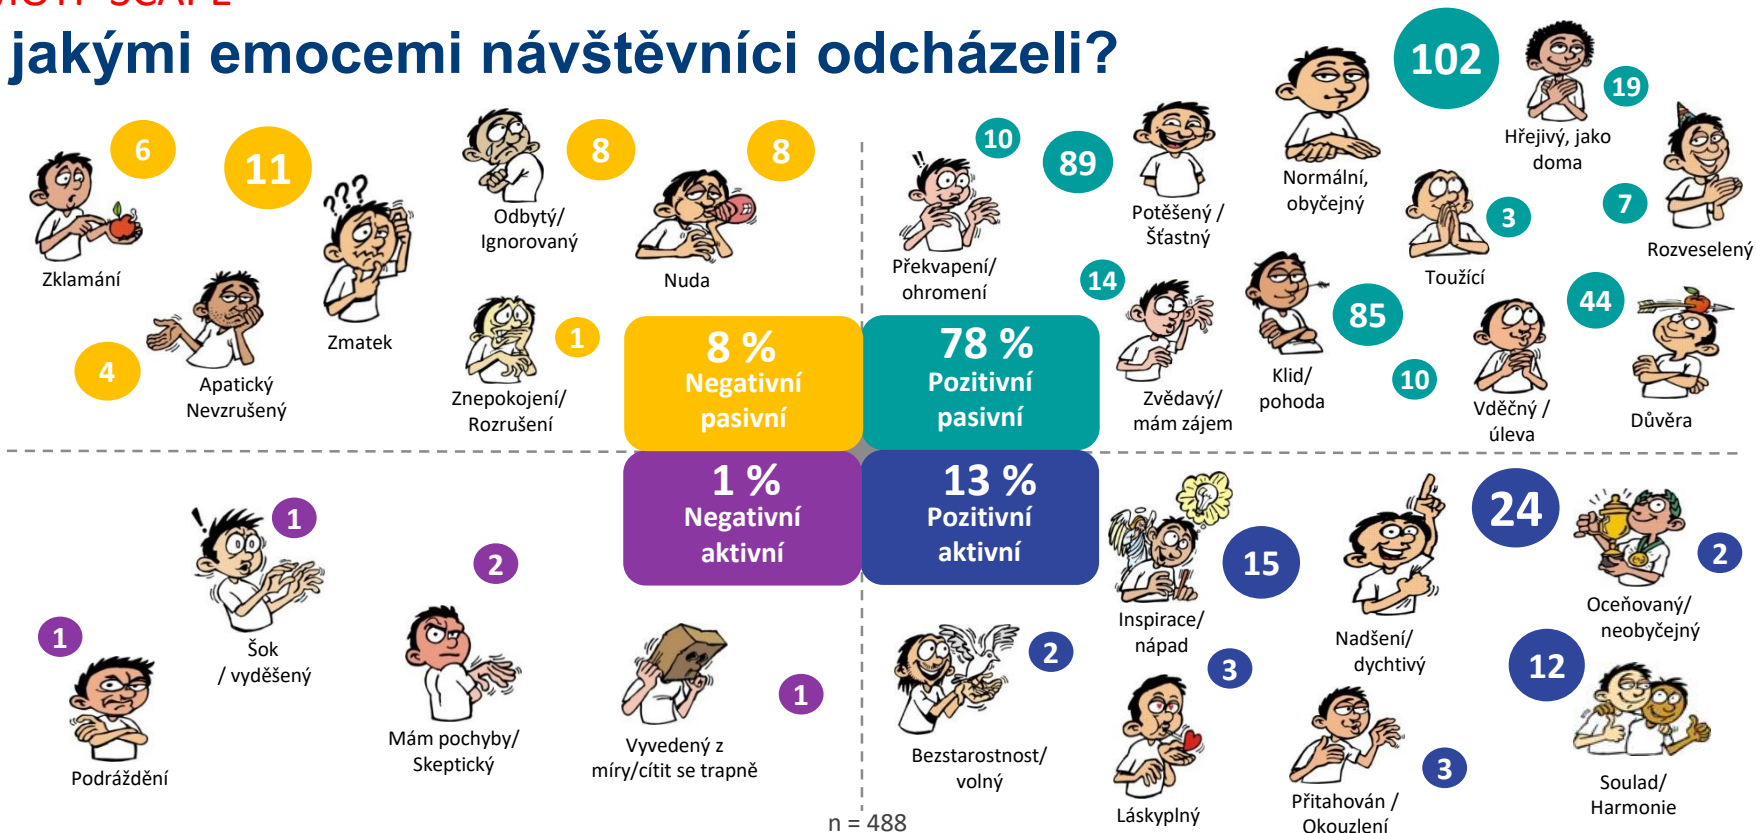 jakými emocemi návštěvníci odcházeli?
6
Zklamání
11
???
Zmatek
8
Odbytý/
Ignorovaný
8
Nuda
4
Apatický
Nevzrušený
1
Znepokojení/
Rozrušení
8 %
Negativní
pasivní
10
!!
Překvapení/
ohromení
89
Potěšený /
Šťastný
102
Normální,
obyčejný
19
Hřejivý, jako
doma
7
Rozveselený
3
Toužící
14
Zvědavý/
mám zájem
85
Klid/
pohoda
10
Vděčný /
úleva
44
Důvěra
78 %
Pozitivní
pasivní
1 %
Negativní
aktivní
1
!
Šok
/ vyděšený
1
Podráždění
2
Mám pochyby/
Skeptický
1
Vyvedený z
míry/cítit se trapně
13 %
Pozitivní
aktivní
15
Inspirace/
nápad
24
Nadšení/
dychtivý
2
Oceňovaný/
neobyčejný
2
Bezstarostnost/
volný
3
Láskyplný
3
Přitahován /
Okouzlení
12
Soulad/
Harmonie
n = 488